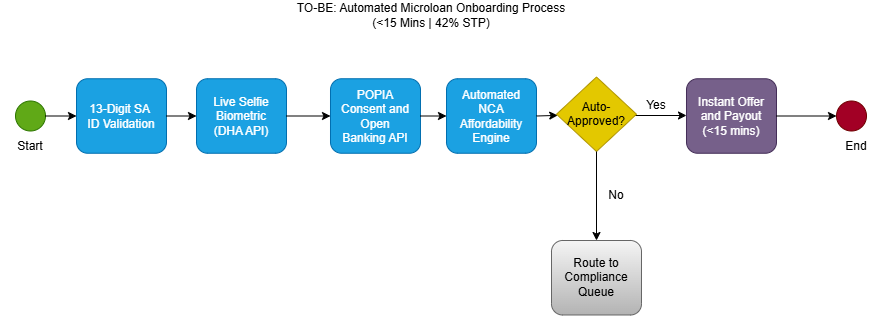 TO-BE: Automated Microloan Onboarding Process
(<15 Mins | 42% STP)
Start
13-Digit SA
ID Validation
Live Selfie
Biometric
(DHA API)
POPIA
Consent and
Open
Banking API
Automated
NCA
Affordability
Engine
Auto-
Approved?
Yes
Instant Offer
and Payout
(<15 mins)
End
No
Route to
Compliance
Queue